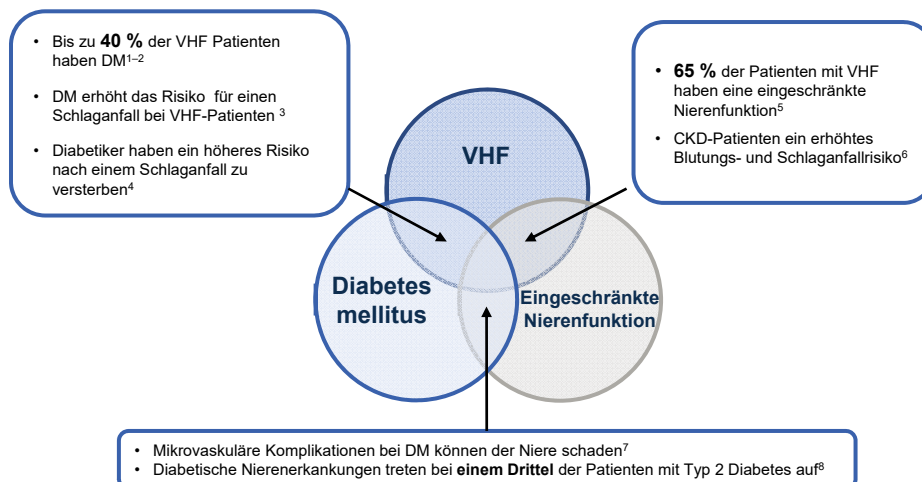 • Bis zu 40 % der VHF Patienten
haben DM¹⁻²
• DM erhöht das Risiko für einen
Schlaganfall bei VHF-Patienten ³
• Diabetiker haben ein höheres Risiko
nach einem Schlaganfall zu
versterben⁴
• 65 % der Patienten mit VHF
haben eine eingeschränkte
Nierenfunktion⁵
• CKD-Patienten ein erhöhtes
Blutungs- und Schlaganfallrisiko⁶
VHF
Diabetes
mellitus
Eingeschränkte
Nierenfunktion
• Mikrovaskuläre Komplikationen bei DM können der Niere schaden⁷
• Diabetische Nierenerkankungen treten bei einem Drittel der Patienten mit Typ 2 Diabetes auf⁸